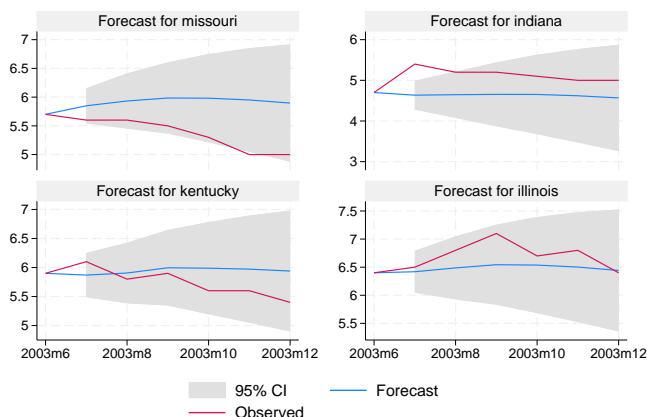 Forecast for missouri
Forecast for indiana
7
6.5
6
5.5
5
6
5
4
3
Forecast for kentucky
Forecast for illinois
7
6.5
6
5.5
5
7.5
7
6.5
6
5.5
2003m6 2003m8 2003m10 2003m12
2003m6 2003m8 2003m10 2003m12
95% CI Forecast
Observed